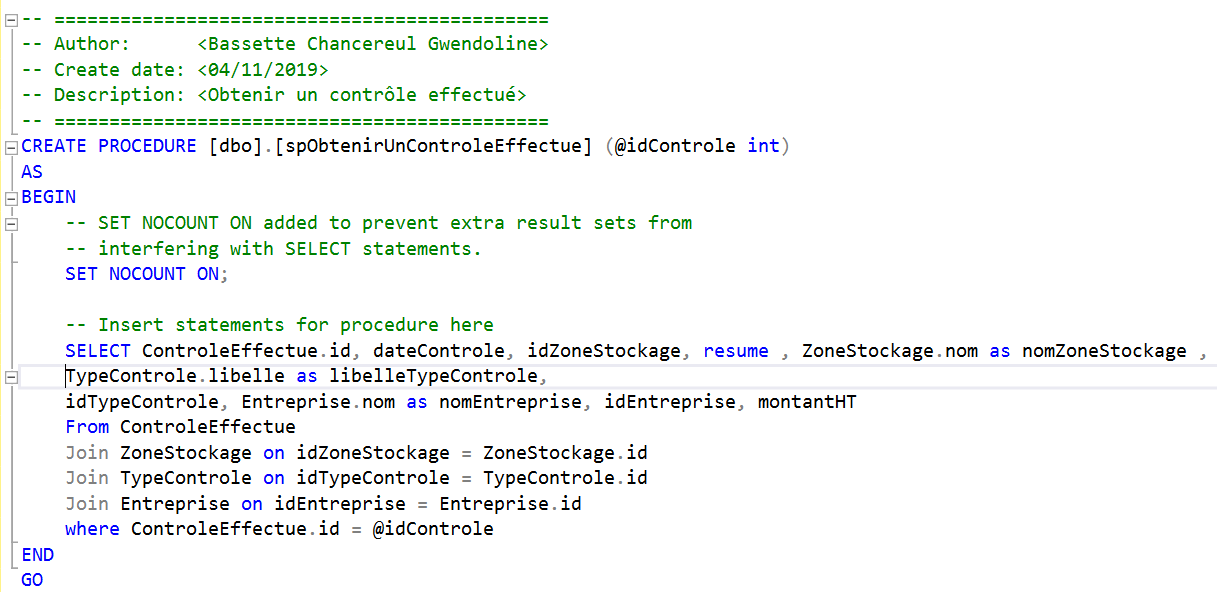 -- =============================================
-- Author:      <Bassette Chancereul Gwendoline>
-- Create date: <04/11/2019>
-- Description: <Obtenir un contrôle effectué>
-- =============================================
CREATE PROCEDURE [dbo].[spObtenirUnControleEffectue] (@idControle int)
AS
BEGIN
    -- SET NOCOUNT ON added to prevent extra result sets from
    -- interfering with SELECT statements.
    SET NOCOUNT ON;

    -- Insert statements for procedure here
    SELECT ControleEffectue.id, dateControle, idZoneStockage, resume , ZoneStockage.nom as nomZoneStockage ,
    TypeControle.libelle as libelleTypeControle,
    idTypeControle, Entreprise.nom as nomEntreprise, idEntreprise, montantHT
    From ControleEffectue
    Join ZoneStockage on idZoneStockage = ZoneStockage.id
    Join TypeControle on idTypeControle = TypeControle.id
    Join Entreprise on idEntreprise = Entreprise.id
    where ControleEffectue.id = @idControle
END
GO